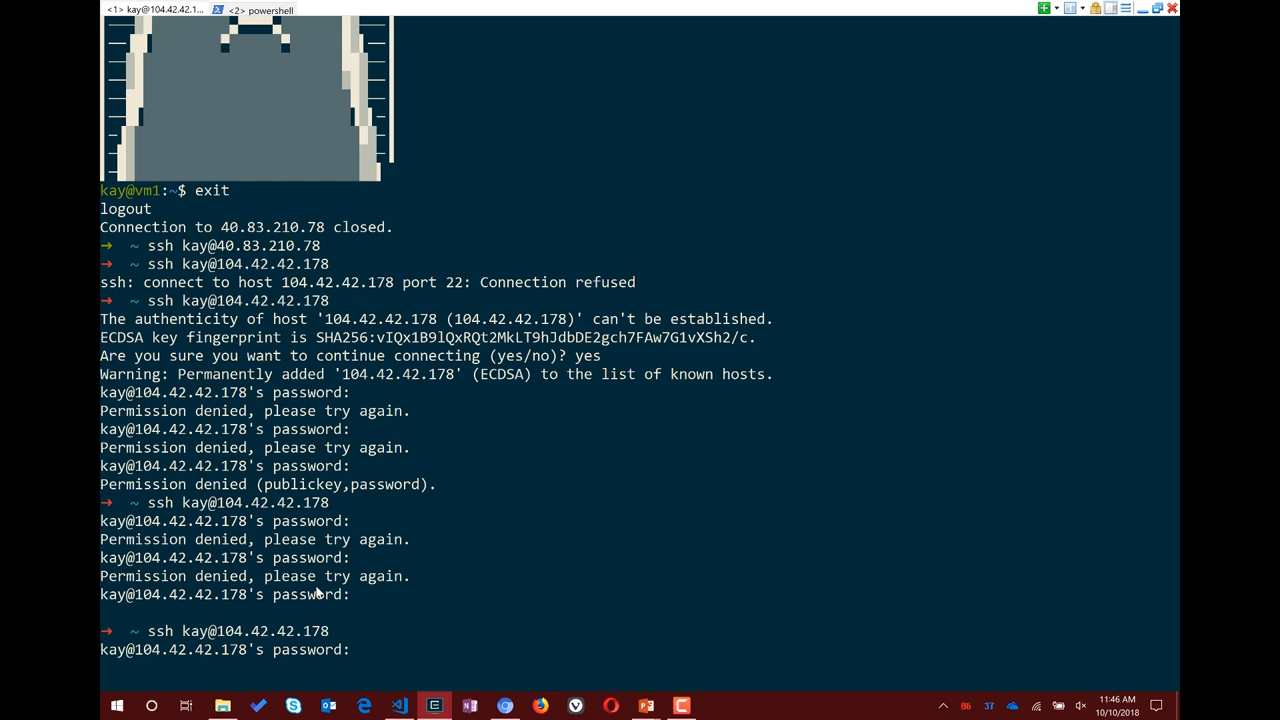 <1> kay@104.42.42.1... <2> powershell
kay@vm1:~$ exit
logout
Connection to 40.83.210.78 closed.
→ ~ ssh kay@40.83.210.78
→ ~ ssh kay@104.42.42.178
ssh: connect to host 104.42.42.178 port 22: Connection refused
→ ~ ssh kay@104.42.42.178
The authenticity of host '104.42.42.178 (104.42.42.178)' can't be established.
ECDSA key fingerprint is SHA256:vIQx1B9lQxRQt2MkLT9hJdbDE2gch7FAw7G1vXSh2/c.
Are you sure you want to continue connecting (yes/no)? yes
Warning: Permanently added '104.42.42.178' (ECDSA) to the list of known hosts.
kay@104.42.42.178's password:
Permission denied, please try again.
kay@104.42.42.178's password:
Permission denied, please try again.
kay@104.42.42.178's password:
Permission denied (publickey,password).
→ ~ ssh kay@104.42.42.178
kay@104.42.42.178's password:
Permission denied, please try again.
kay@104.42.42.178's password:
Permission denied, please try again.
kay@104.42.42.178's password:
→ ~ ssh kay@104.42.42.178
kay@104.42.42.178's password:
86 37 11:46 AM
10/10/2018